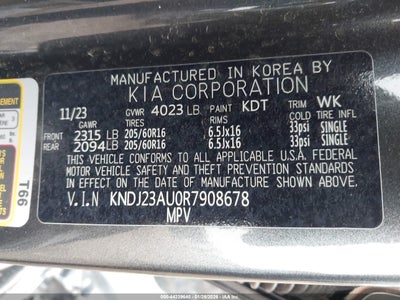 MANUFACTURED IN KOREA BY
KIA CORPORATION
11/23 GVWR 4023 LB. PAINT KDT TRIM WK
GAWR TIRES RIMS COLD TIRE INFL
FRONT 2315 LB 205/60R16 6.5Jx16 33psi SINGLE
REAR 2094 LB 205/60R16 6.5Jx16 33psi SINGLE
THIS VEHICLE CONFORMS TO ALL APPLICABLE U.S.A. FEDERAL
MOTOR VEHICLE SAFETY AND THEFT PREVENTION STANDARDS
IN EFFECT ON THE DATE OF MANUFACTURE SHOWN ABOVE.
V.I.N KNDJ23AU0R7908678
MPV
T66